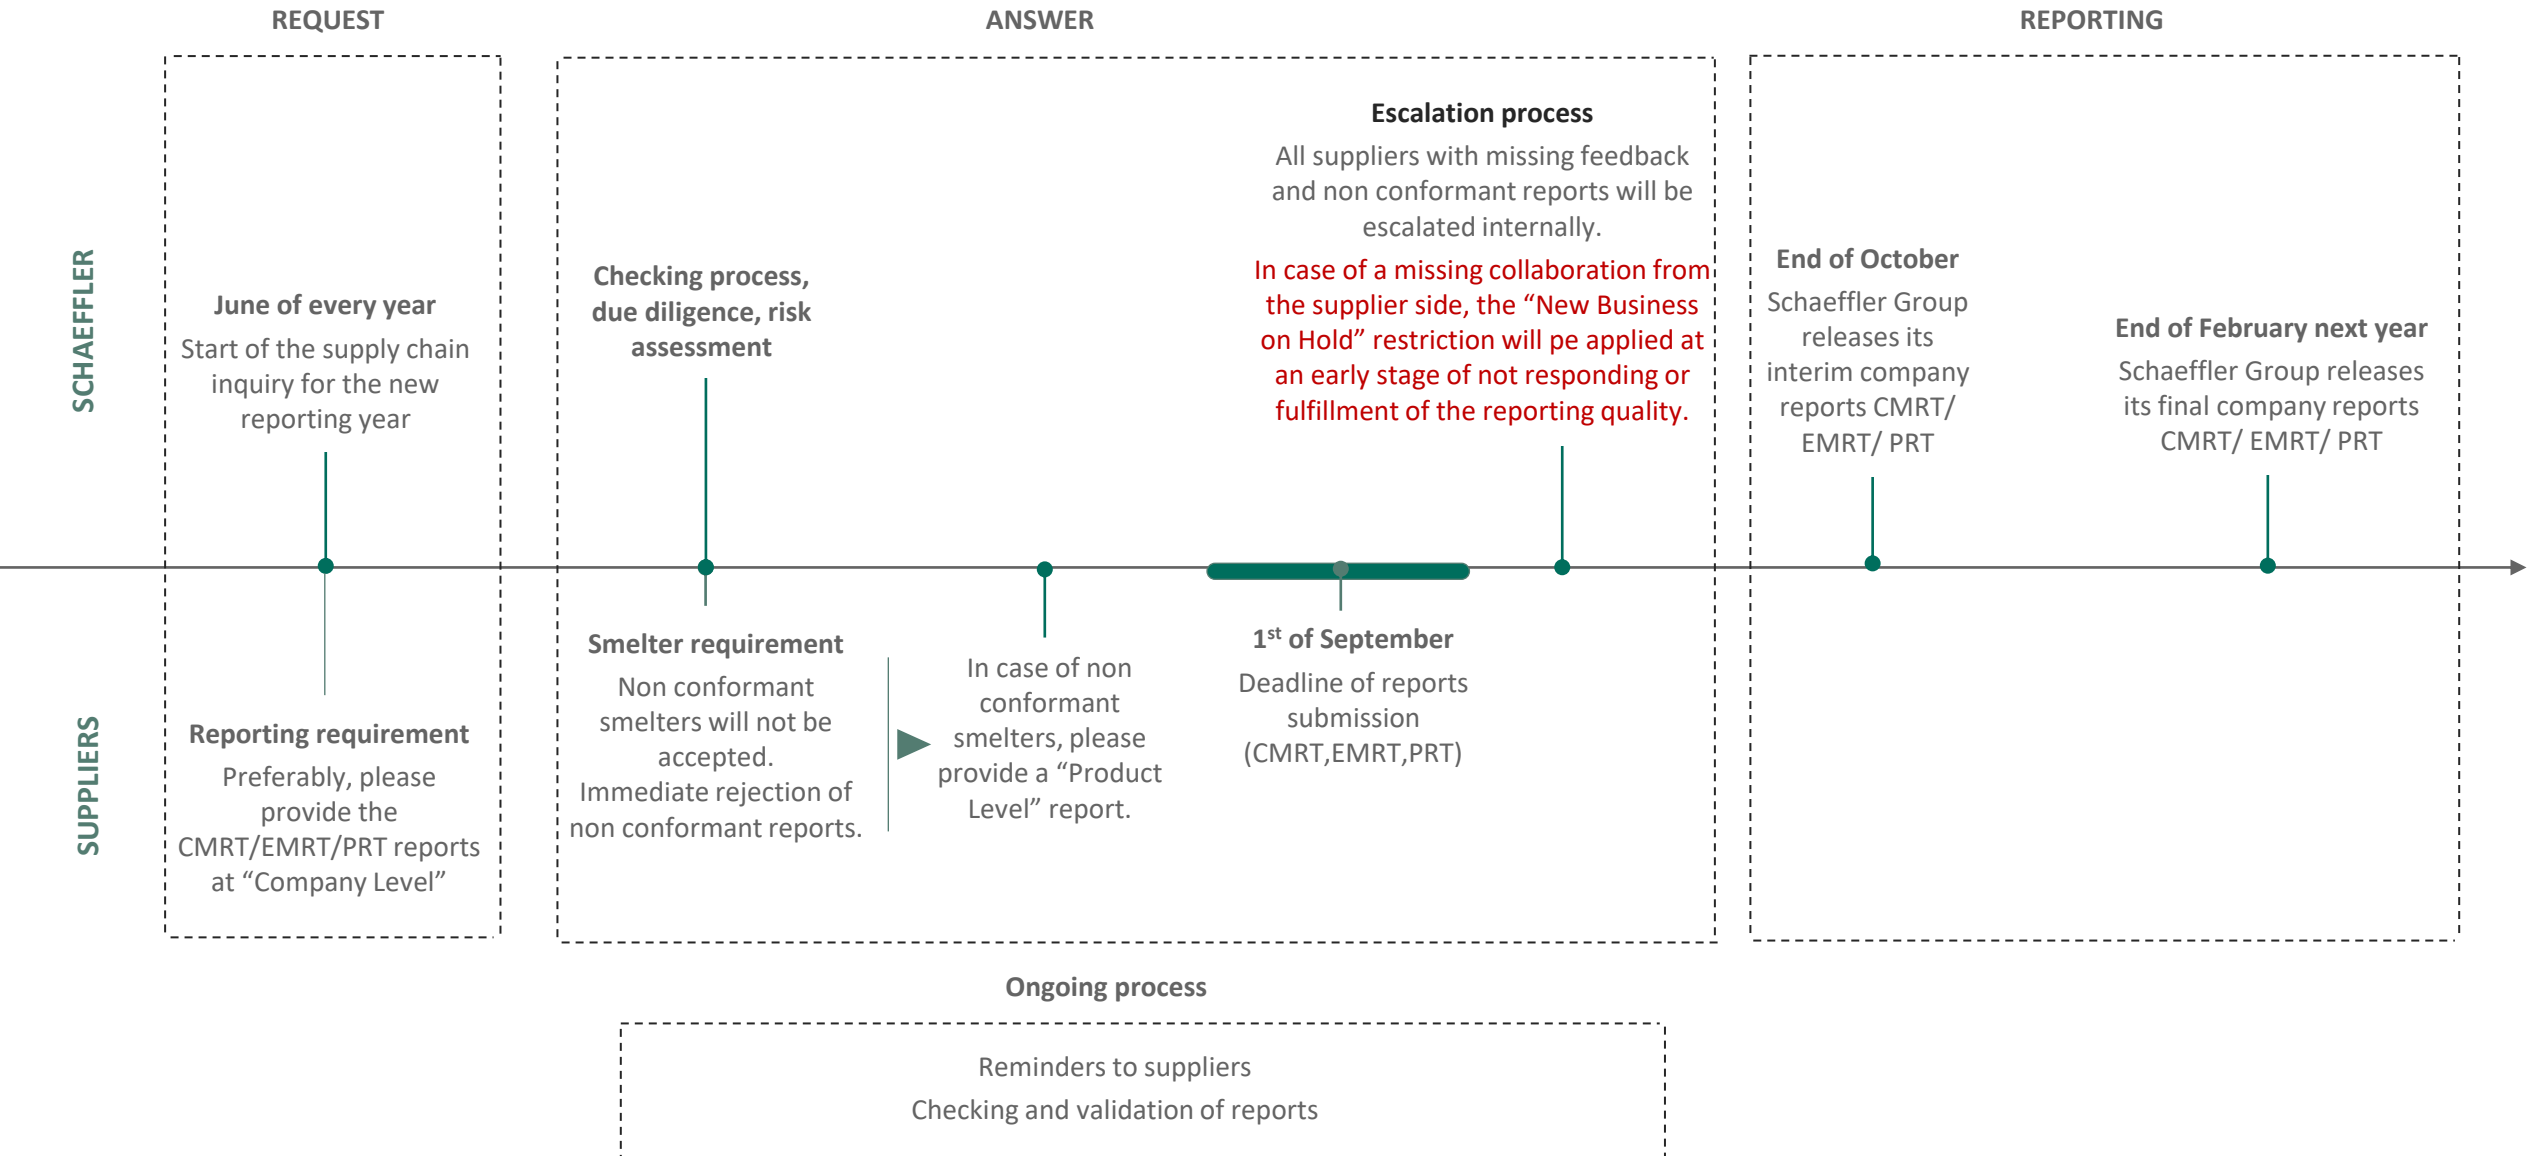 REQUEST
ANSWER
REPORTING
SCHAEFFLER
SUPPLIERS
June of every year
Start of the supply chain
inquiry for the new
reporting year
Reporting requirement
Preferably, please
provide the
CMRT/EMRT/PRT reports
at “Company Level”
Checking process,
due diligence, risk
assessment
Smelter requirement
Non conformant
smelters will not be
accepted.
Immediate rejection of
non conformant reports.
In case of non
conformant
smelters, please
provide a “Product
Level” report.
1st of September
Deadline of reports
submission
(CMRT,EMRT,PRT)
Escalation process
All suppliers with missing feedback
and non conformant reports will be
escalated internally.
In case of a missing collaboration from
the supplier side, the “New Business
on Hold” restriction will pe applied at
an early stage of not responding or
fulfillment of the reporting quality.
End of October
Schaeffler Group
releases its
interim company
reports CMRT/
EMRT/ PRT
End of February next year
Schaeffler Group releases
its final company reports
CMRT/ EMRT/ PRT
Ongoing process
Reminders to suppliers
Checking and validation of reports